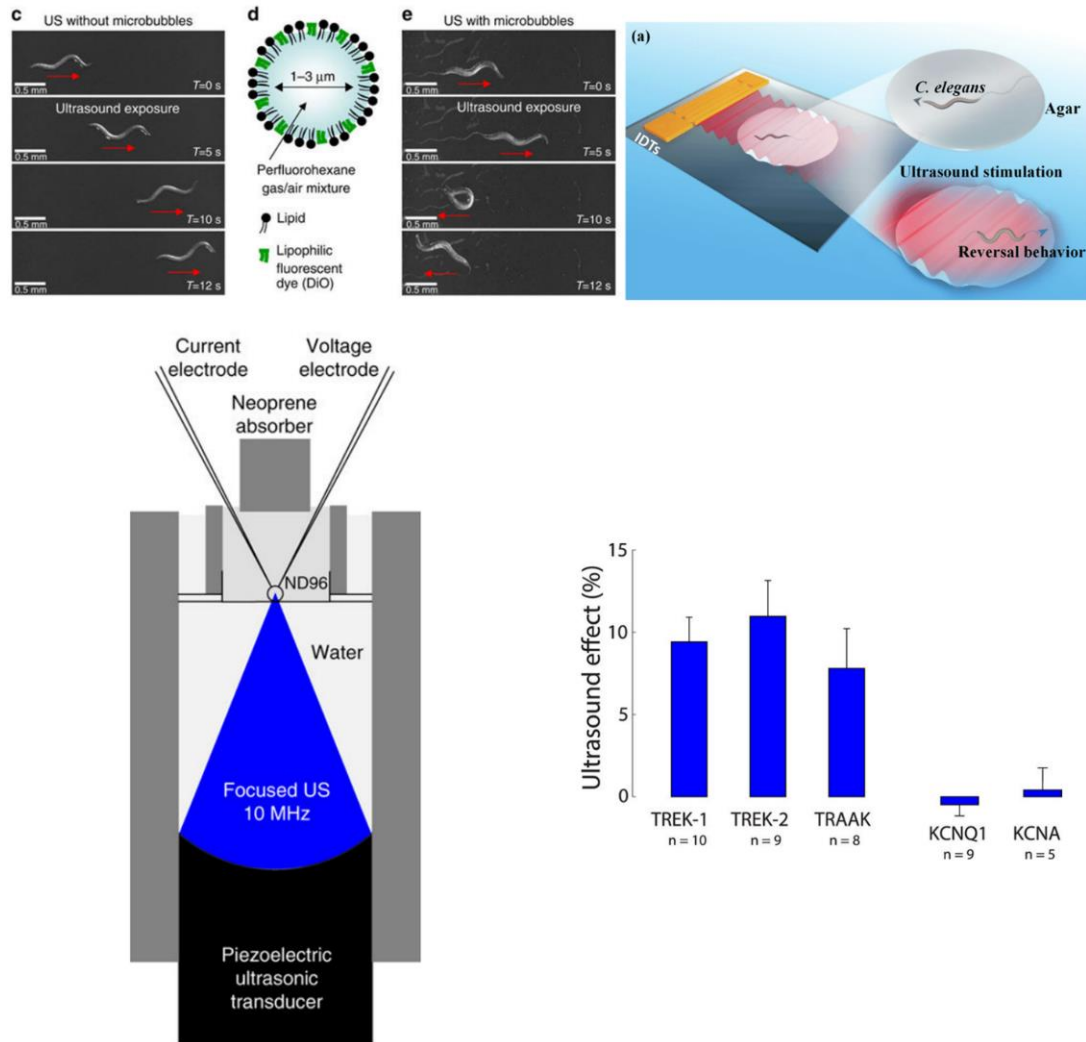 c
US without microbubbles
0.5 mm
T=0 s
Ultrasound exposure
0.5 mm
T=5 s
0.5 mm
T=10 s
0.5 mm
T=12 s
d
1–3 μm
Perfluorohexane
gas/air mixture
Lipid
Lipophilic
fluorescent
dye (DiO)
e
US with microbubbles
0.5 mm
T=0 s
Ultrasound exposure
0.5 mm
T=5 s
0.5 mm
T=10 s
0.5 mm
T=12 s
(a)
IDTs
C. elegans
Agar
Ultrasound stimulation
Reversal behavior
Current
electrode
Voltage
electrode
Neoprene
absorber
ND96
Water
Focused US
10 MHz
Piezoelectric
ultrasonic
transducer
Ultrasound effect (%)
15
10
5
0
TREK-1
n = 10
TREK-2
n = 9
TRAAK
n = 8
KCNQ1
n = 9
KCNA
n = 5